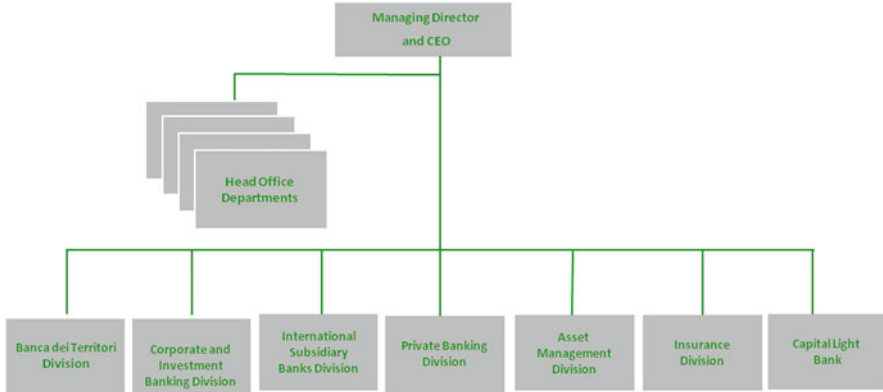 Managing Director
and CEO
Head Office
Departments
Banca dei Territori
Division
Corporate and
Investment
Banking Division
International
Subsidiary
Banks Division
Private Banking
Division
Asset
Management
Division
Insurance
Division
Capital Light
Bank